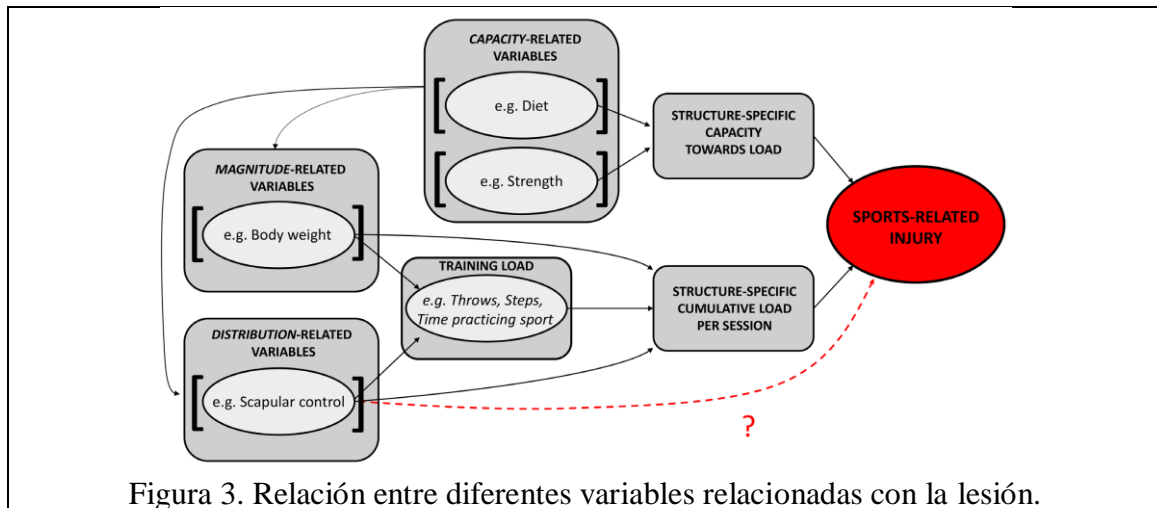 CAPACITY-RELATED
VARIABLES
[ e.g. Diet ]
[ e.g. Strength ]
STRUCTURE-SPECIFIC
CAPACITY
TOWARDS LOAD
MAGNITUDE-RELATED
VARIABLES
[ e.g. Body weight ]
SPORTS-RELATED
INJURY
TRAINING LOAD
e.g. Throws, Steps,
Time practicing sport
STRUCTURE-SPECIFIC
CUMULATIVE LOAD
PER SESSION
DISTRIBUTION-RELATED
VARIABLES
[ e.g. Scapular control ]
?
Figura 3. Relación entre diferentes variables relacionadas con la lesión.